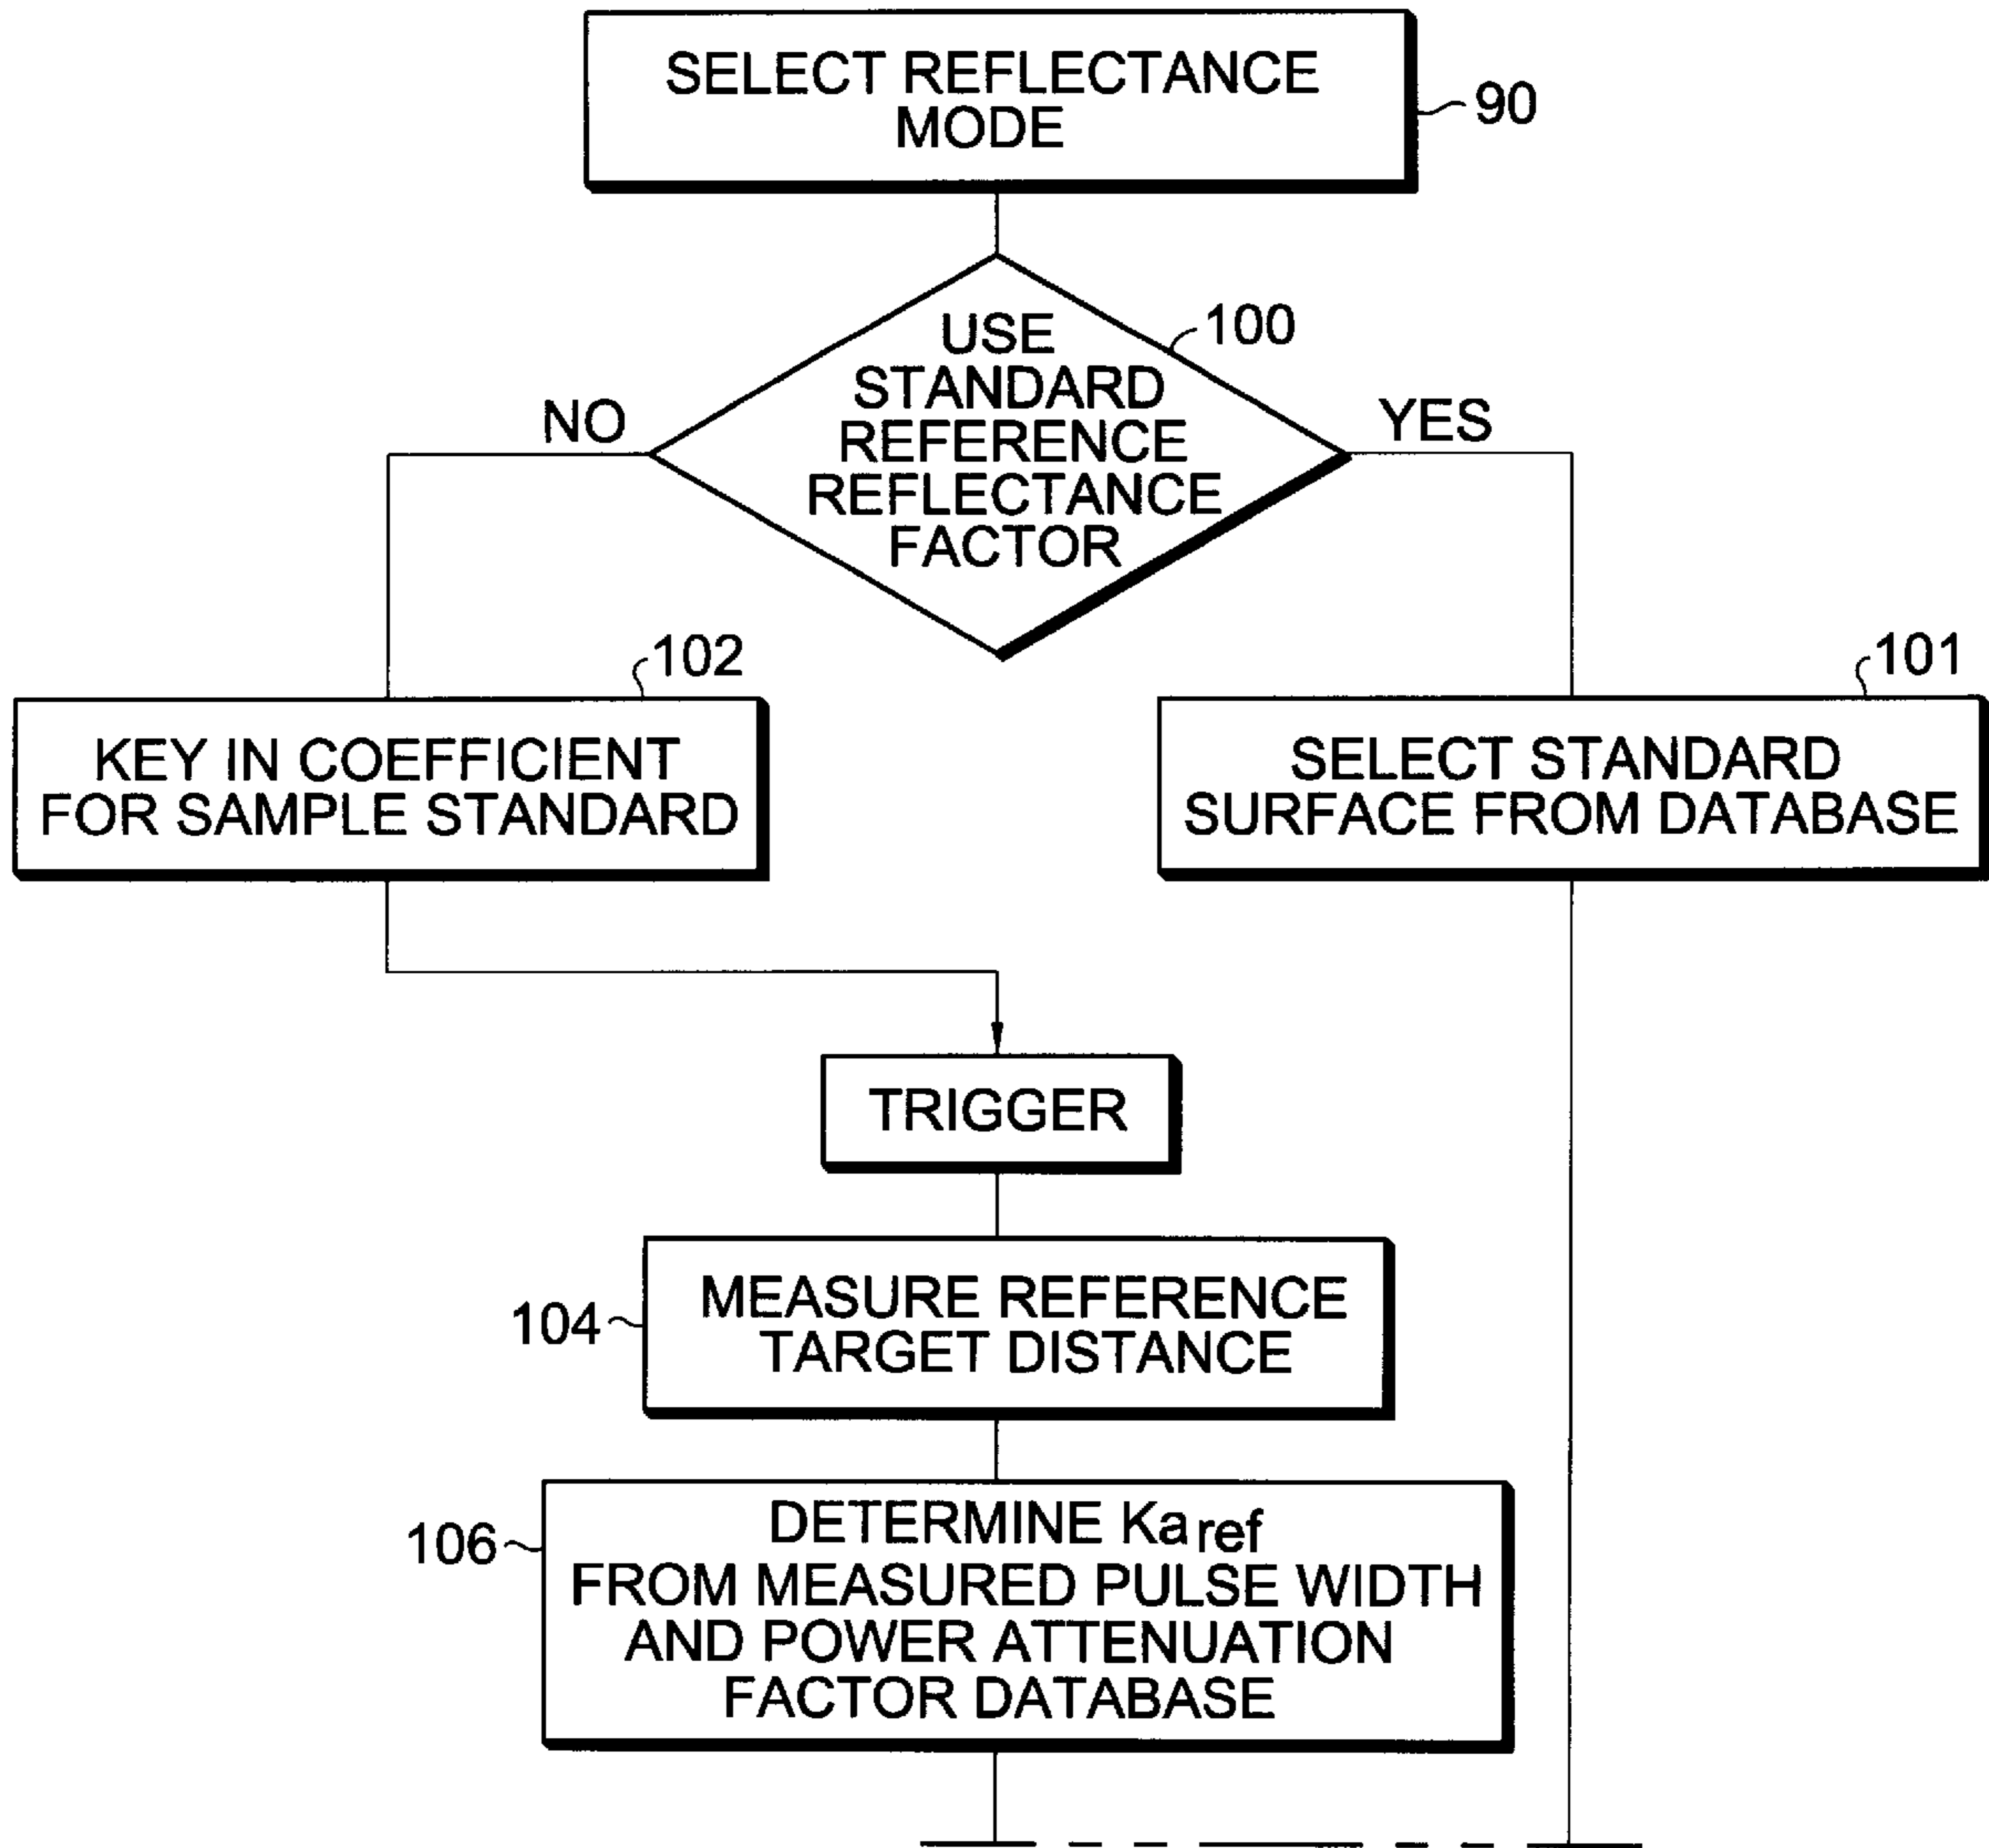 SELECT REFLECTANCE
MODE
90
USE
STANDARD
REFERENCE
REFLECTANCE
FACTOR
100
NO
YES
102
101
KEY IN COEFFICIENT
FOR SAMPLE STANDARD
SELECT STANDARD
SURFACE FROM DATABASE
TRIGGER
104
MEASURE REFERENCE
TARGET DISTANCE
106
DETERMINE Karef
FROM MEASURED PULSE WIDTH
AND POWER ATTENUATION
FACTOR DATABASE